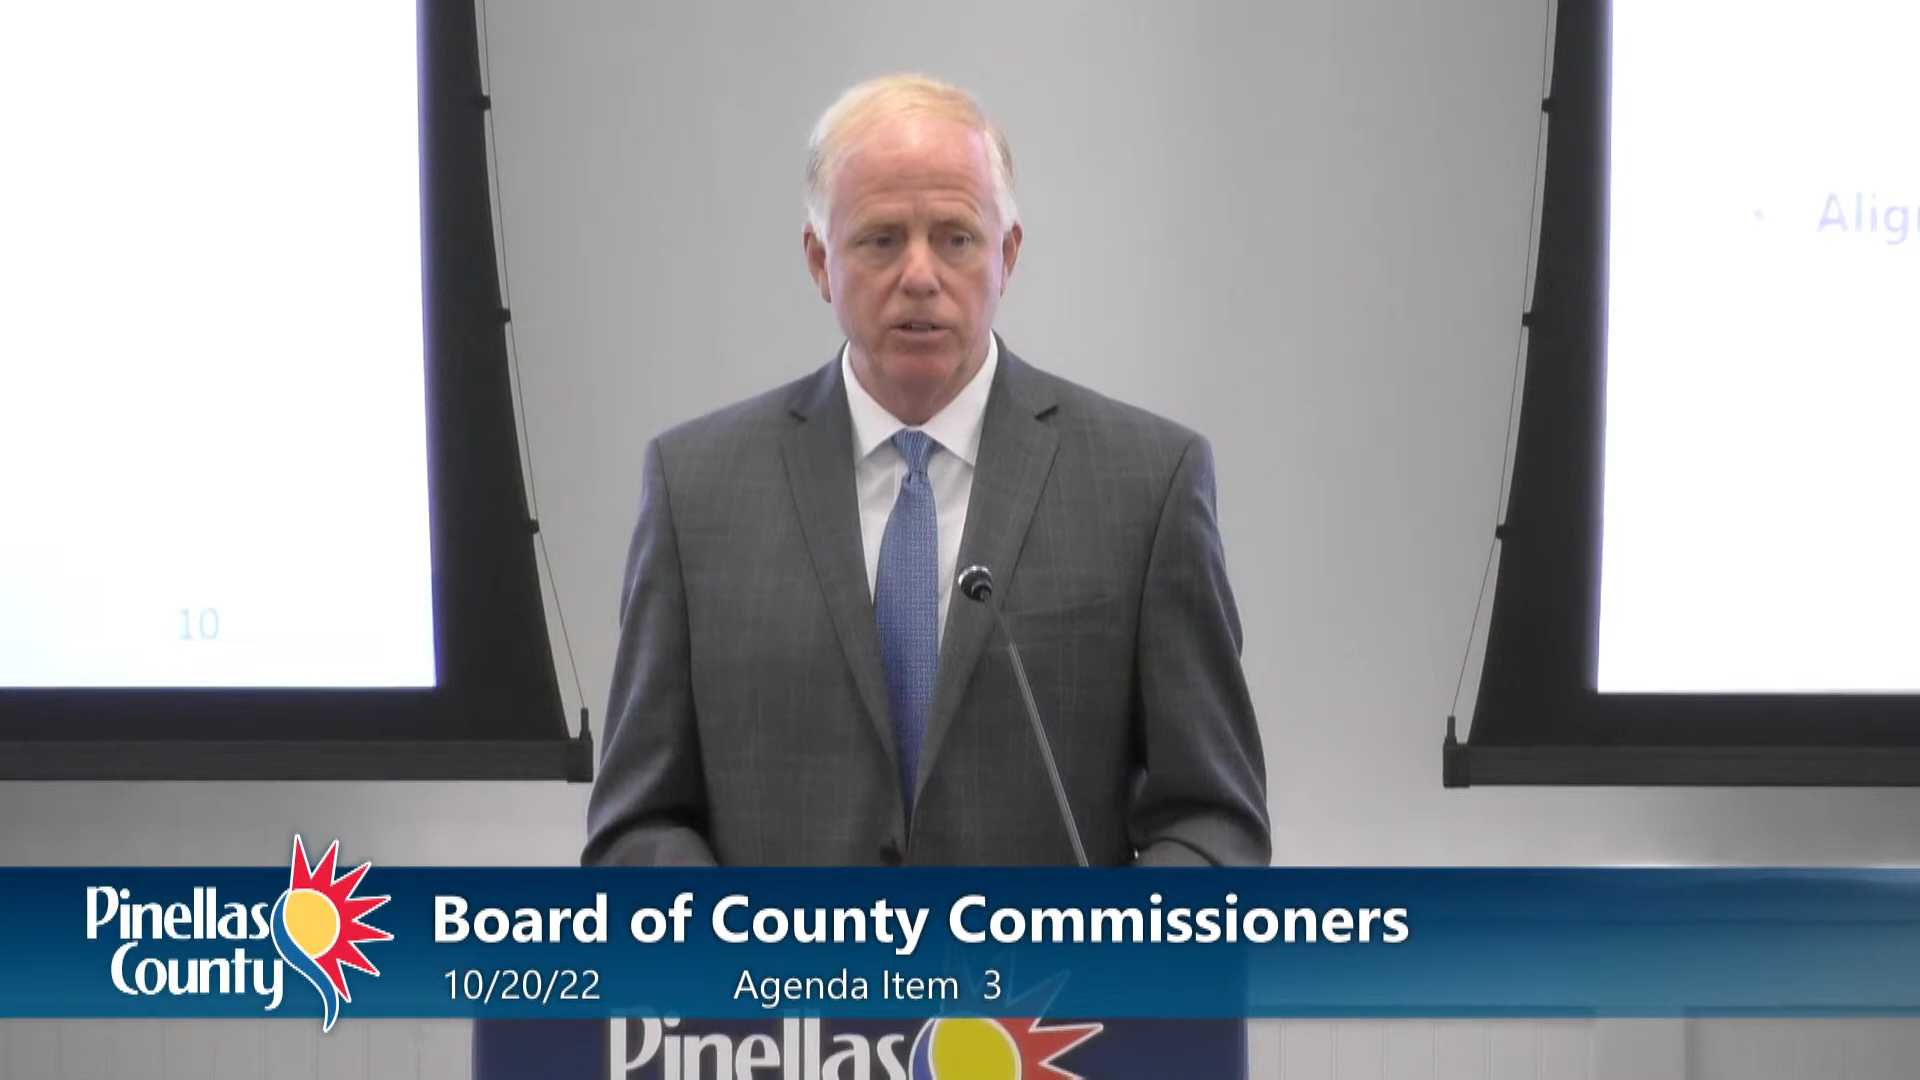 10
• Alig
Pinellas
County
Board of County Commissioners
10/20/22 Agenda Item 3
Pinellas